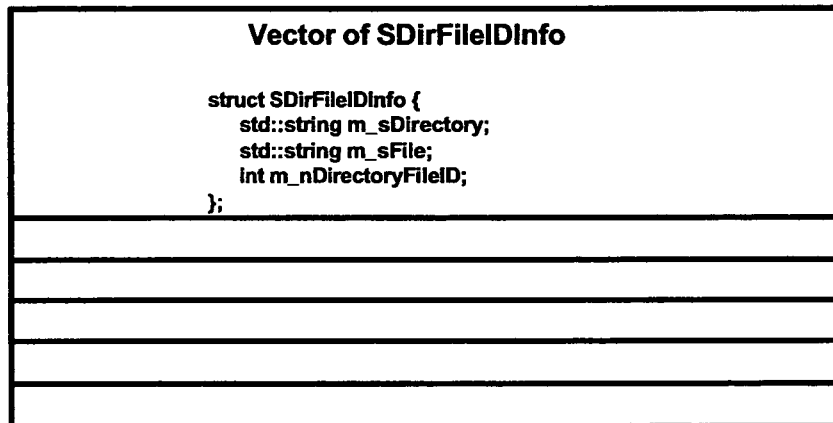 Vector of SDirFileIDInfo
struct SDirFileIDInfo {
std::string m_sDirectory;
std::string m_sFile;
int m_nDirectoryFileID;
};